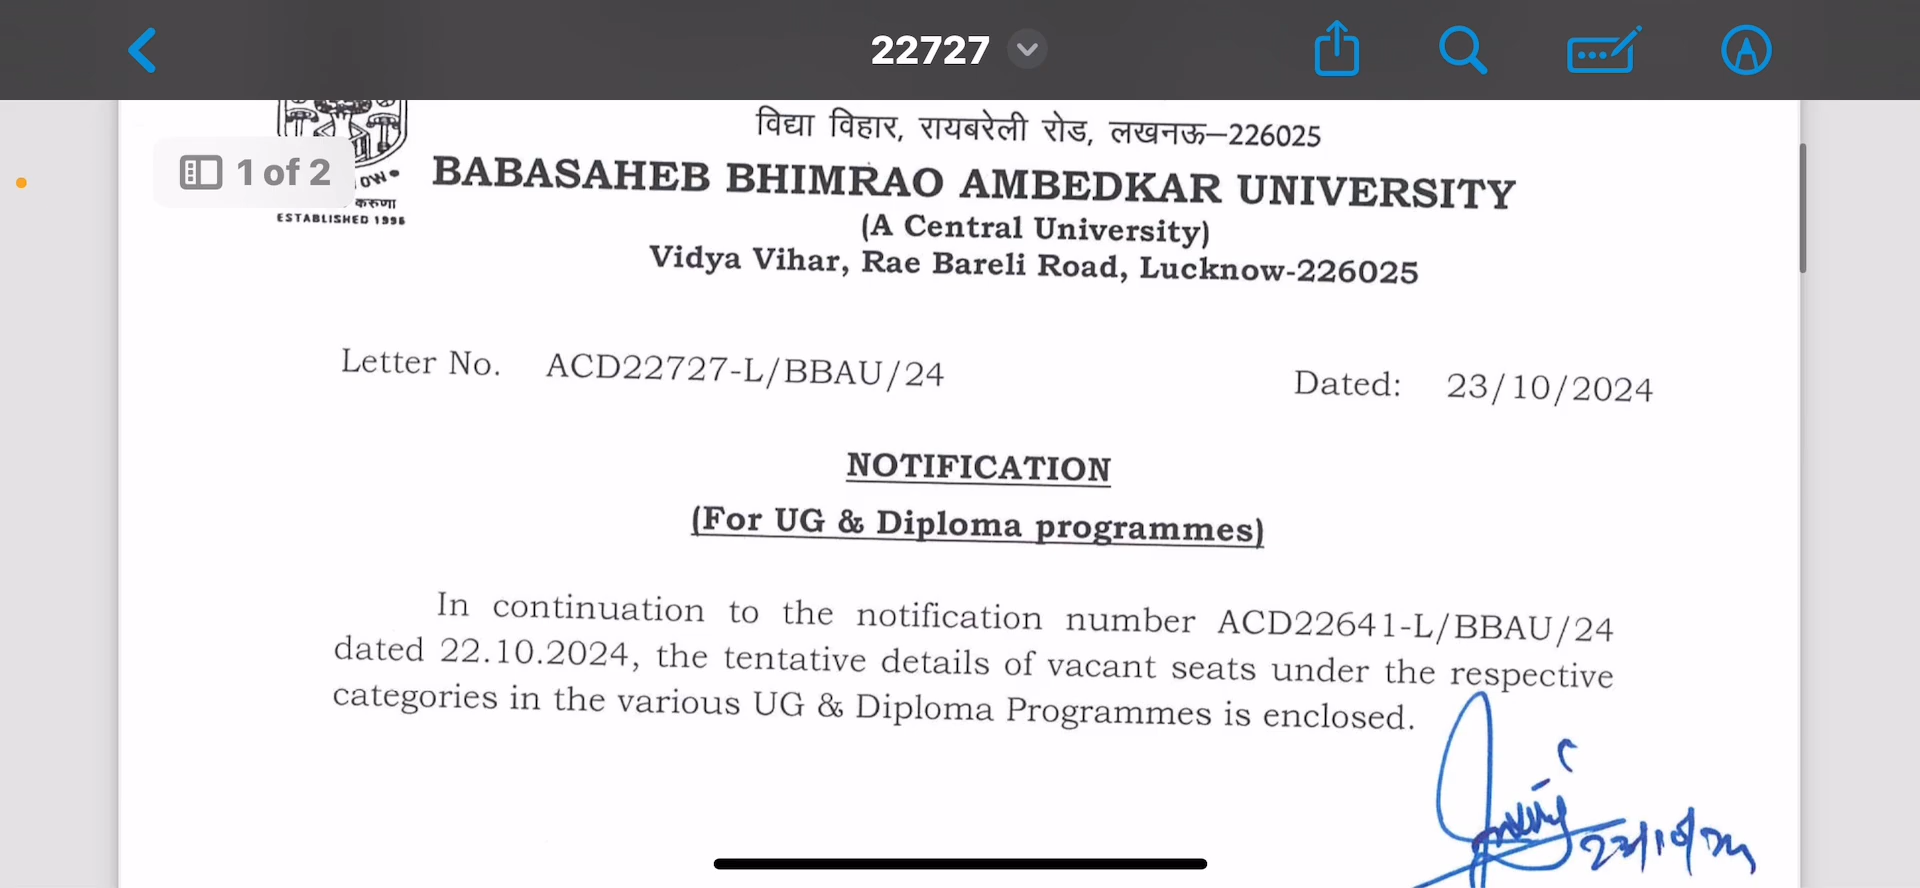 22727
विद्या विहार, रायबरेली रोड, लखनऊ–226025
1 of 2
OW
करुणा
ESTABLISHED 1996
BABASAHEB BHIMRAO AMBEDKAR UNIVERSITY
(A Central University)
Vidya Vihar, Rae Bareli Road, Lucknow-226025
Letter No. ACD22727-L/BBAU/24
Dated: 23/10/2024
NOTIFICATION
(For UG & Diploma programmes)
In continuation to the notification number ACD22641-L/BBAU/24
dated 22.10.2024, the tentative details of vacant seats under the respective
categories in the various UG & Diploma Programmes is enclosed.